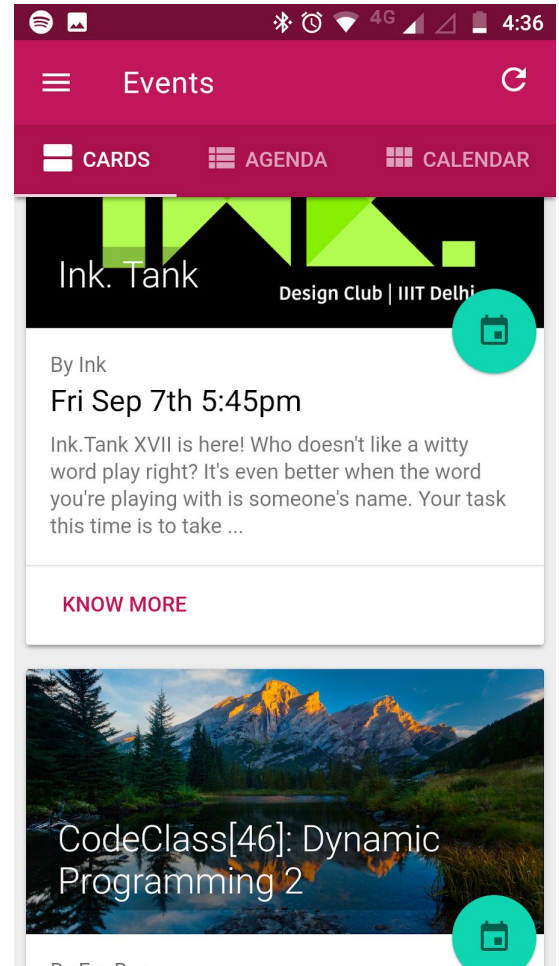 4G 4:36
Events
CARDS AGENDA CALENDAR
INK.
Ink. Tank
Design Club | IIIT Delhi
By Ink
Fri Sep 7th 5:45pm
Ink.Tank XVII is here! Who doesn't like a witty
word play right? It's even better when the word
you're playing with is someone's name. Your task
this time is to take ...
KNOW MORE
CodeClass[46]: Dynamic
Programming 2